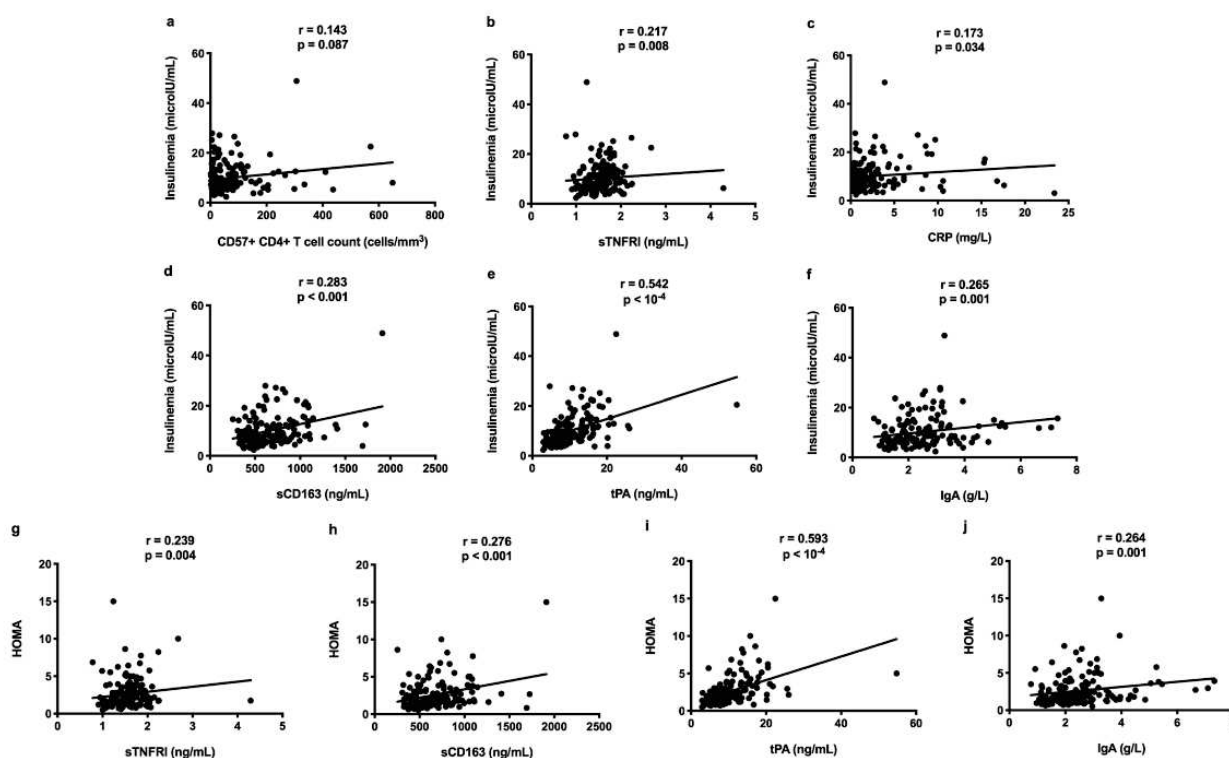 a
r = 0.143
p = 0.087
60
40
20
0
0
200
400
600
800
Insulinemia (microIU/mL)
CD57+ CD4+ T cell count (cells/mm³)
b
r = 0.217
p = 0.008
60
40
20
0
0
1
2
3
4
5
Insulinemia (microIU/mL)
sTNFRI (ng/mL)
c
r = 0.173
p = 0.034
60
40
20
0
0
5
10
15
20
25
Insulinemia (microIU/mL)
CRP (mg/L)
d
r = 0.283
p < 0.001
60
40
20
0
0
500
1000
1500
2000
2500
Insulinemia (microIU/mL)
sCD163 (ng/mL)
e
r = 0.542
p < 10⁻⁴
60
40
20
0
0
20
40
60
Insulinemia (microIU/mL)
tPA (ng/mL)
f
r = 0.265
p = 0.001
60
40
20
0
0
2
4
6
8
Insulinemia (microIU/mL)
IgA (g/L)
g
r = 0.239
p = 0.004
20
15
10
5
0
0
1
2
3
4
5
HOMA
sTNFRI (ng/mL)
h
r = 0.276
p < 0.001
20
15
10
5
0
0
500
1000
1500
2000
2500
HOMA
sCD163 (ng/mL)
i
r = 0.593
p < 10⁻⁴
20
15
10
5
0
0
20
40
60
HOMA
tPA (ng/mL)
j
r = 0.264
p = 0.001
20
15
10
5
0
0
2
4
6
HOMA
IgA (g/L)